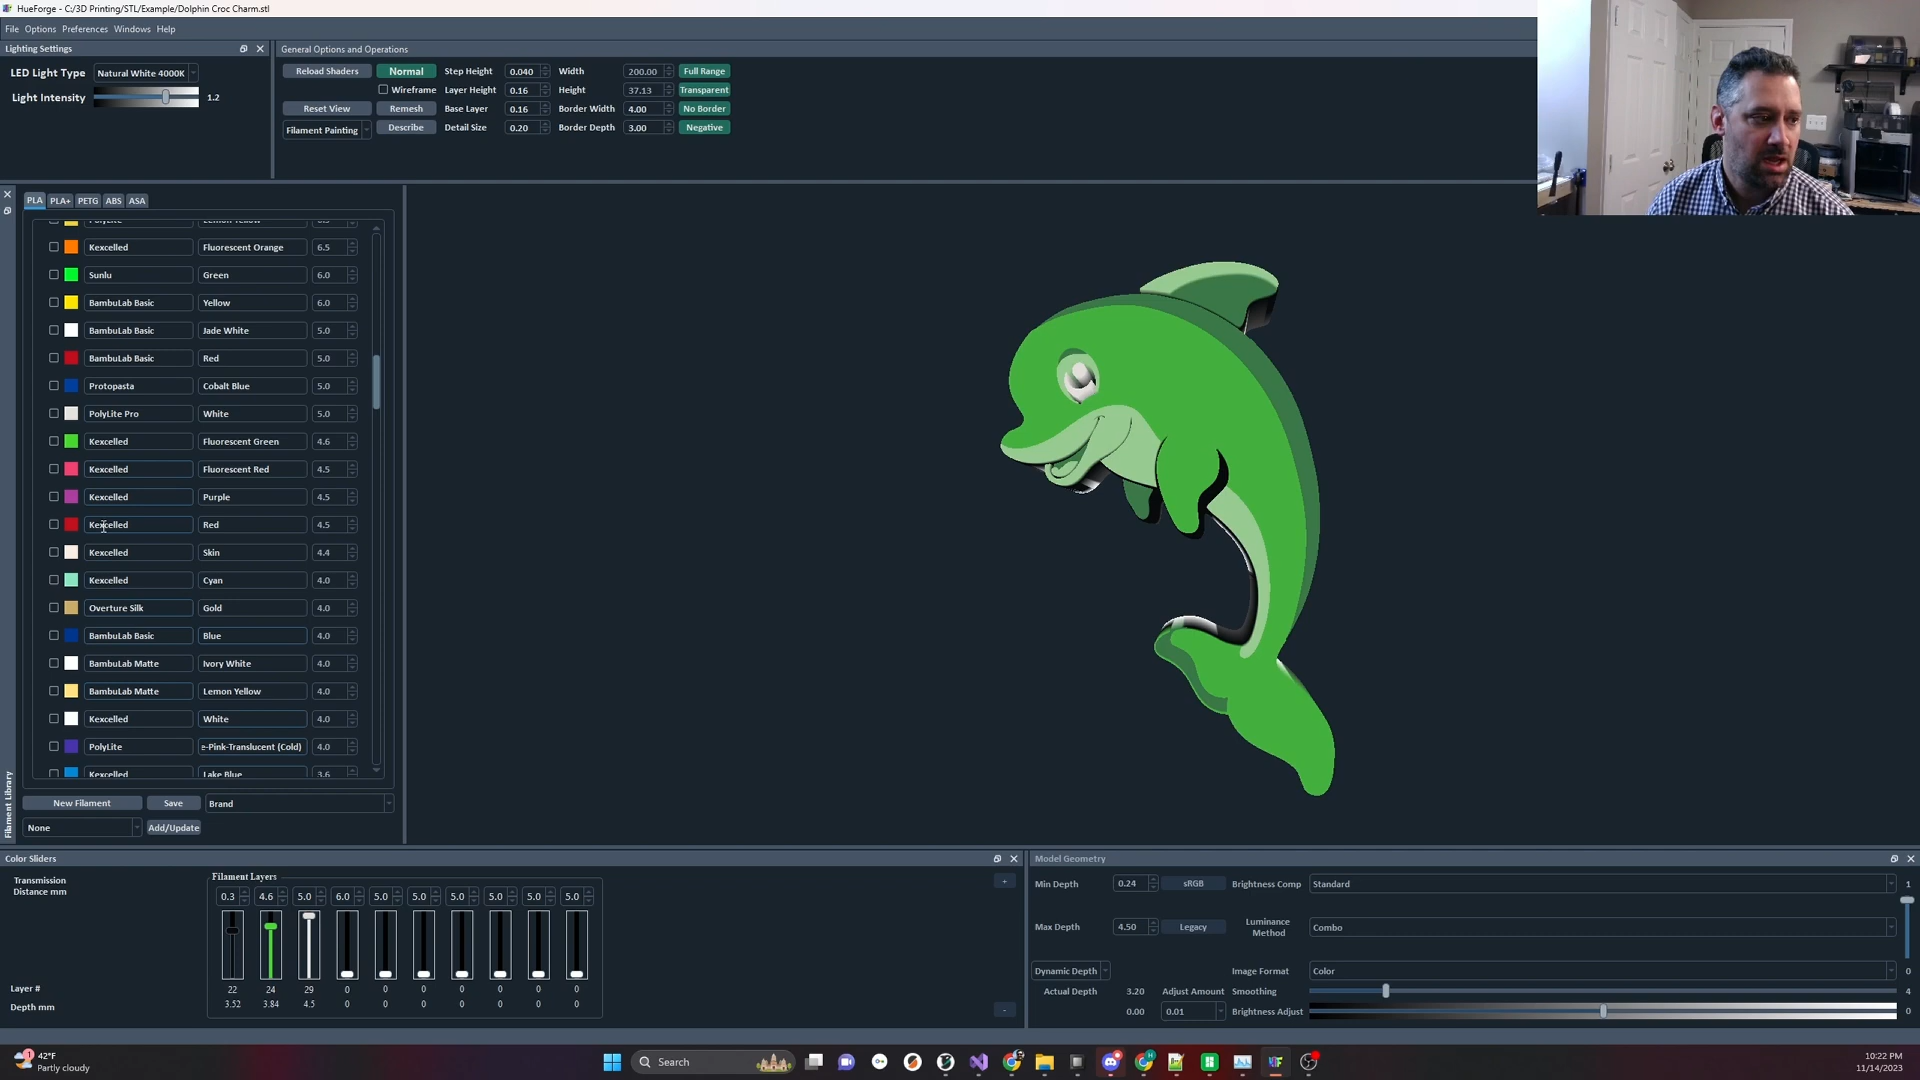 HueForge - C:/3D Printing/STL/Example/Dolphin Croc Charm.stl
File Options Preferences Windows Help
Lighting Settings
General Options and Operations
LED Light Type Natural White 4000K
Light Intensity 1.2
Reload Shaders Normal Step Height 0.040 Width 200.00 Full Range
Wireframe Layer Height 0.16 Height 37.13 Transparent
Reset View Remesh Base Layer 0.16 Border Width 4.00 No Border
Filament Painting Describe Detail Size 0.20 Border Depth 3.00 Negative
PLA PLA+ PETG ABS ASA
PolyLite Lemon Yellow
Kexcelled Fluorescent Orange 6.5
Sunlu Green 6.0
BambuLab Basic Yellow 6.0
BambuLab Basic Jade White 5.0
BambuLab Basic Red 5.0
Protopasta Cobalt Blue 5.0
PolyLite Pro White 5.0
Kexcelled Fluorescent Green 4.6
Kexcelled Fluorescent Red 4.5
Kexcelled Purple 4.5
Kexcelled Red 4.5
Kexcelled Skin 4.4
Kexcelled Cyan 4.0
Overture Silk Gold 4.0
BambuLab Basic Blue 4.0
BambuLab Matte Ivory White 4.0
BambuLab Matte Lemon Yellow 4.0
Kexcelled White 4.0
PolyLite e-Pink-Translucent (Cold) 4.0
Kexcelled Lake Blue 3.6
Filament Library
New Filament Save Brand
None Add/Update
Color Sliders
Transmission
Distance mm
Filament Layers
0.3 4.6 5.0 6.0 5.0 5.0 5.0 5.0 5.0 5.0
Layer # 22 24 29 0 0 0 0 0 0 0
Depth mm 3.52 3.84 4.5 0 0 0 0 0 0 0
+
-
Model Geometry
Min Depth 0.24 sRGB Brightness Comp Standard 1
Max Depth 4.50 Legacy Luminance Method Combo
Dynamic Depth Image Format Color 0
Actual Depth 3.20 Adjust Amount Smoothing 4
0.00 0.01 Brightness Adjust 0
1
42°F
Partly cloudy
Search
10:22 PM
11/14/2023